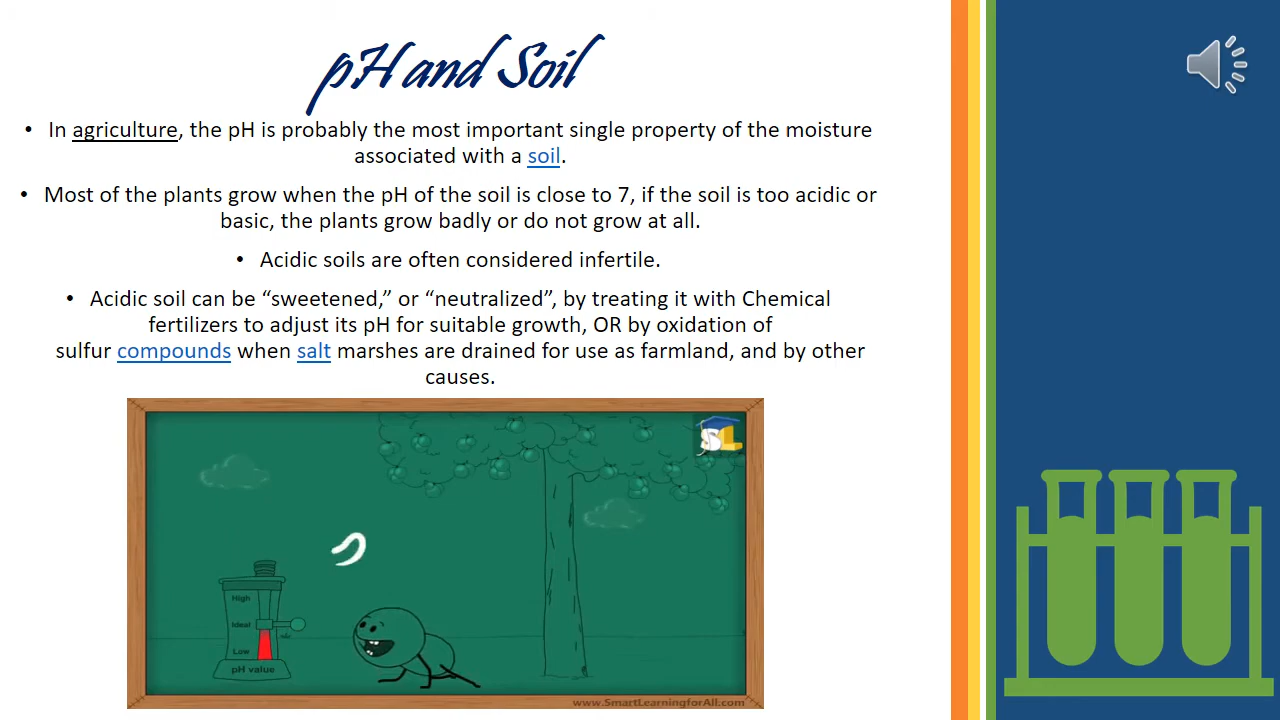 pH and Soil
• In agriculture, the pH is probably the most important single property of the moisture
associated with a soil.
• Most of the plants grow when the pH of the soil is close to 7, if the soil is too acidic or
basic, the plants grow badly or do not grow at all.
• Acidic soils are often considered infertile.
• Acidic soil can be “sweetened,” or “neutralized”, by treating it with Chemical
fertilizers to adjust its pH for suitable growth, OR by oxidation of
sulfur compounds when salt marshes are drained for use as farmland, and by other
causes.
SL
High
Ideal
Low
pH value
www.SmartLearningforAll.com